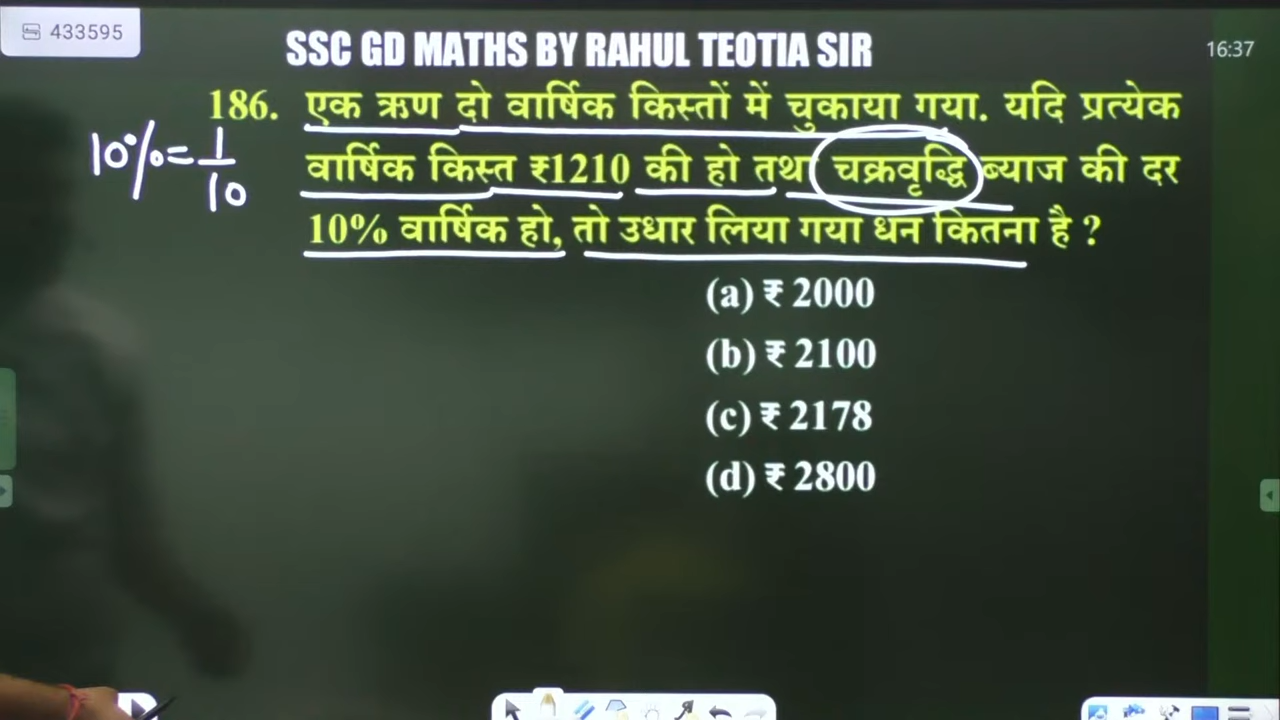 433595
SSC GD MATHS BY RAHUL TEOTIA SIR
16:37
186. एक ऋण दो वार्षिक किस्तों में चुकाया गया. यदि प्रत्येक
10% = 1/10
वार्षिक किस्त ₹1210 की हो तथा चक्रवृद्धि ब्याज की दर
10% वार्षिक हो, तो उधार लिया गया धन कितना है ?
(a) ₹ 2000
(b) ₹ 2100
(c) ₹ 2178
(d) ₹ 2800